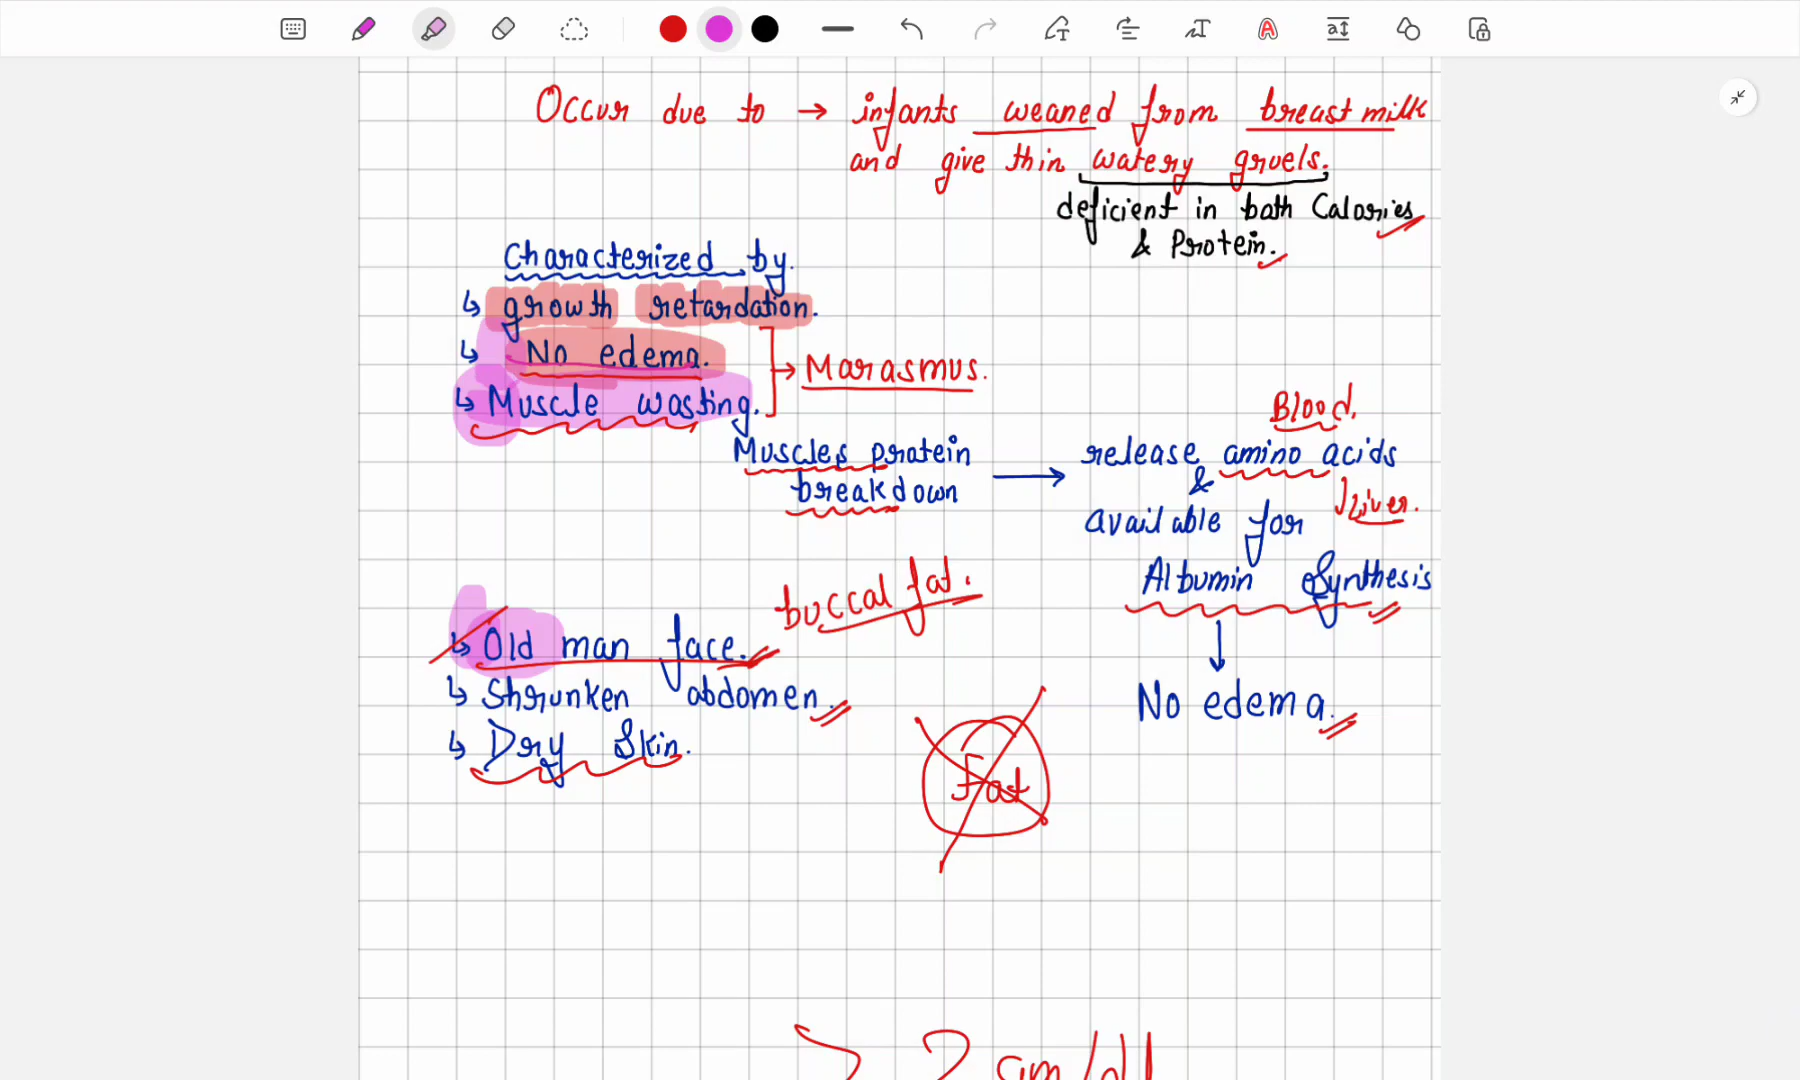 Occur due to → infants weaned from breast milk
and give thin watery gruels.
deficient in both Calories
& Protein.
Characterized by.
↳ growth retardation.
↳ No edema.
→ Marasmus.
↳ Muscle wasting.
Blood.
Muscles protein
breakdown
→ release amino acids
&
Liver.
available for
Albumin Synthesis
↓
No edema.
buccal fat.
↳ Old man face.
↳ Shrunken abdomen.
↳ Dry Skin.
Fat